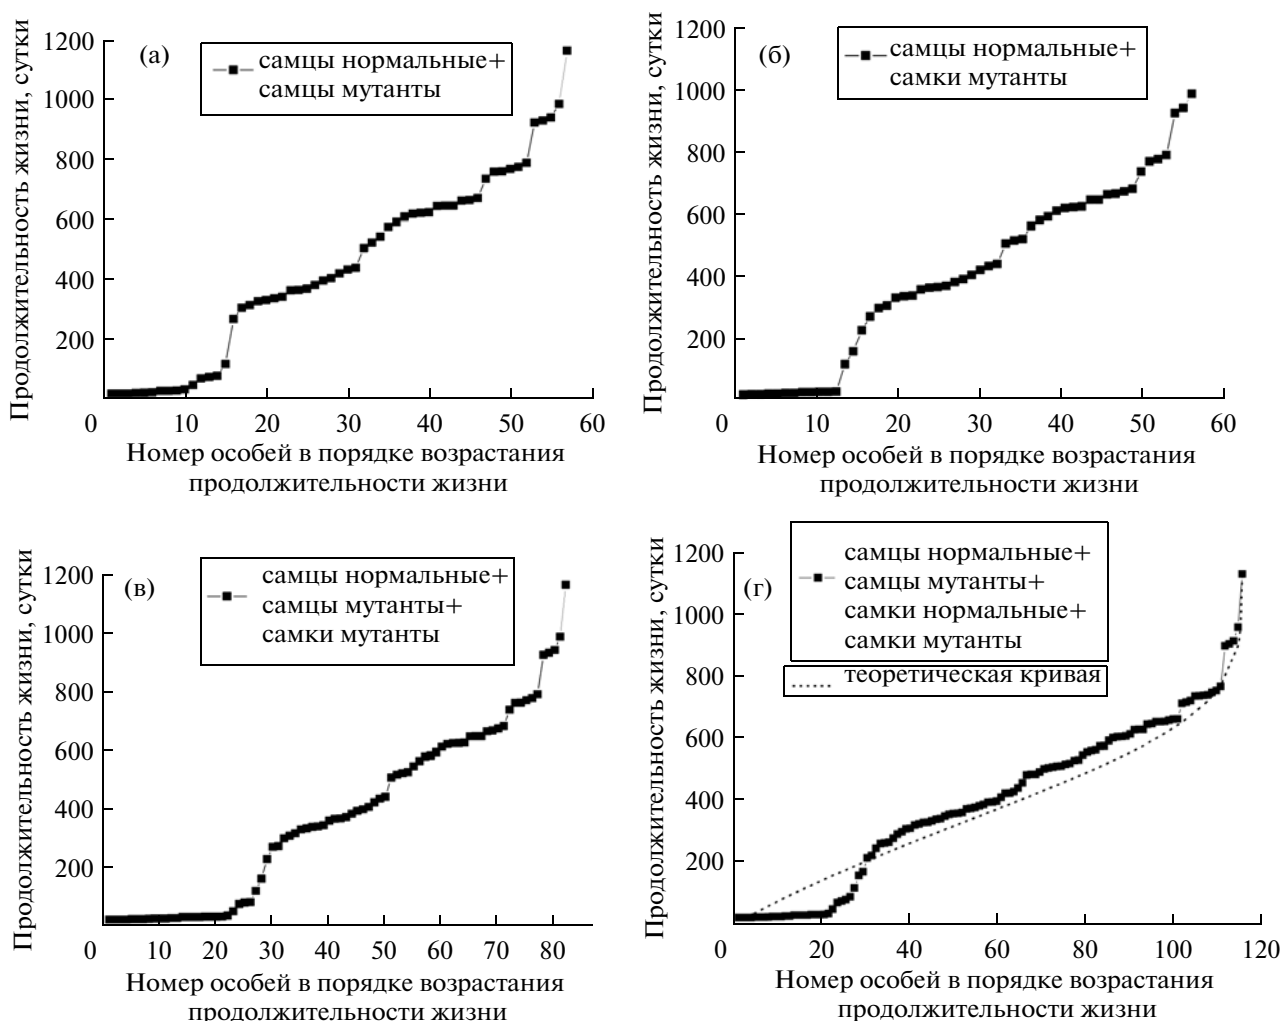 (а)
самцы нормальные+
самцы мутанты
Продолжительность жизни, сутки
1200
1000
800
600
400
200
0
10
20
30
40
50
60
Номер особей в порядке возрастания
продолжительности жизни
(б)
самцы нормальные+
самки мутанты
Продолжительность жизни, сутки
1200
1000
800
600
400
200
0
10
20
30
40
50
60
Номер особей в порядке возрастания
продолжительности жизни
(в)
самцы нормальные+
самцы мутанты+
самки мутанты
Продолжительность жизни, сутки
1200
1000
800
600
400
200
0
10
20
30
40
50
60
70
80
Номер особей в порядке возрастания
продолжительности жизни
(г)
самцы нормальные+
самцы мутанты+
самки нормальные+
самки мутанты
теоретическая кривая
Продолжительность жизни, сутки
1200
1000
800
600
400
200
0
20
40
60
80
100
120
Номер особей в порядке возрастания
продолжительности жизни